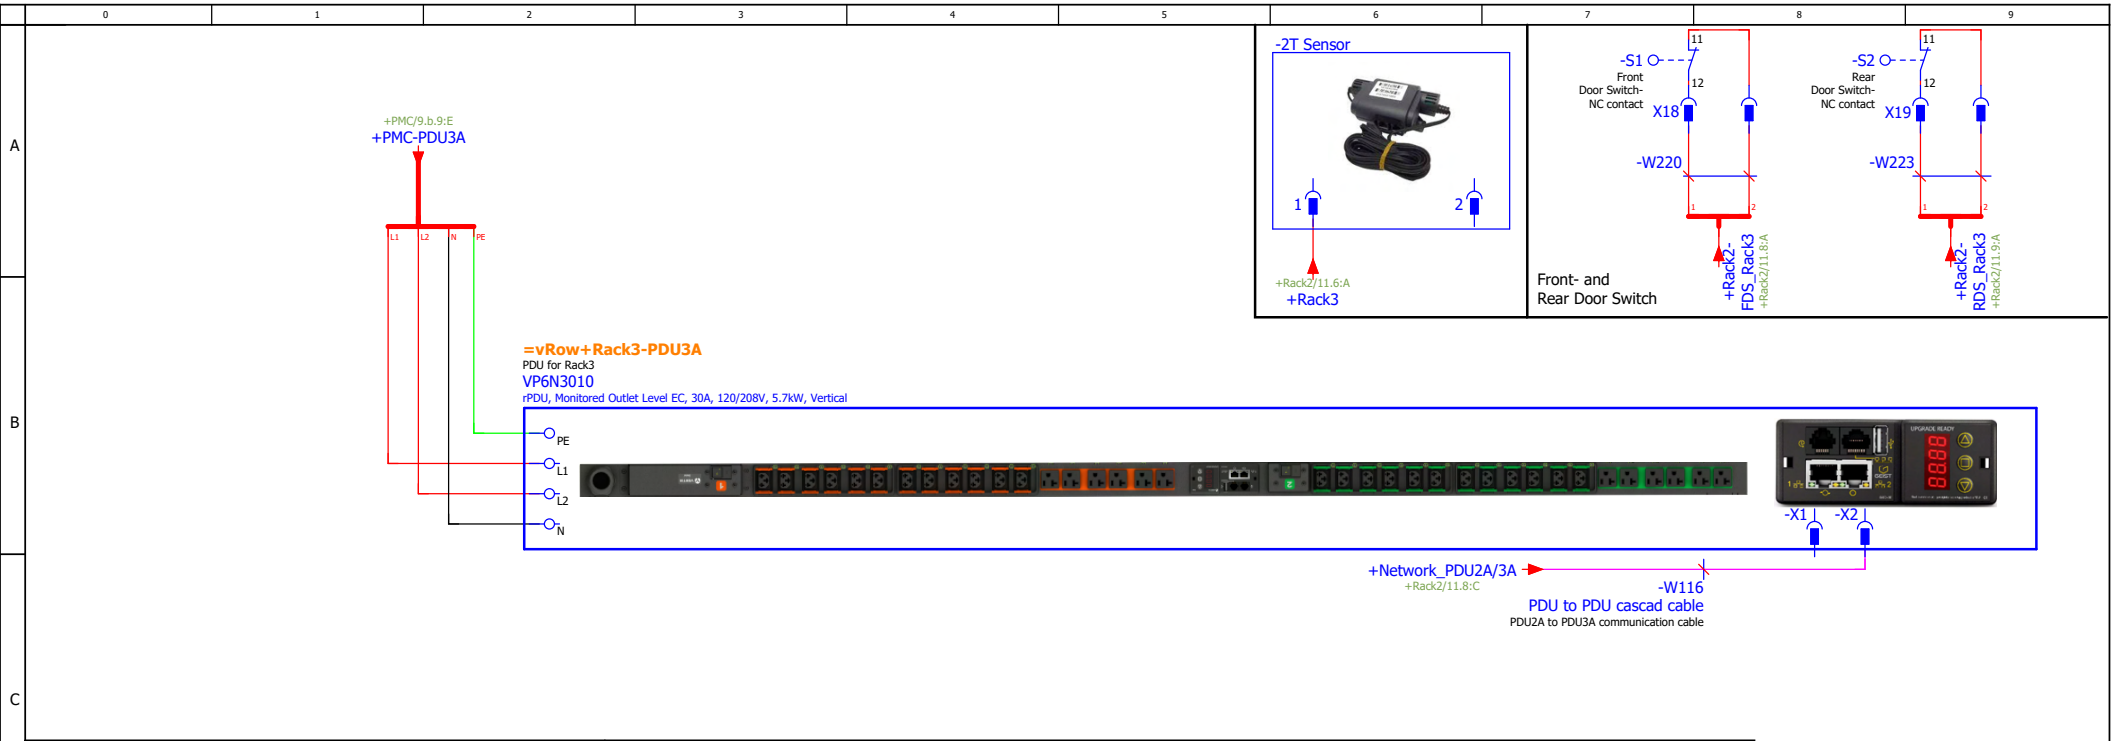 0 1 2 3 4 5 6 7 8 9
A
B
C
+PMC/9.b.9:E
+PMC-PDU3A
L1 L2 N PE
-2T Sensor
1 2
+Rack2/11.6:A
+Rack3
-S1
Front
Door Switch-
NC contact
11
12
X18
-W220
1 2
+Rack2-
FDS_Rack3
+Rack2/11.8:A
-S2
Rear
Door Switch-
NC contact
11
12
X19
-W223
1 2
+Rack2-
RDS_Rack3
+Rack2/11.9:A
Front- and
Rear Door Switch
=vRow+Rack3-PDU3A
PDU for Rack3
VP6N3010
rPDU, Monitored Outlet Level EC, 30A, 120/208V, 5.7kW, Vertical
PE
L1
L2
N
UPGRADE READY
GEIST
-X1 -X2
+Network_PDU2A/3A
+Rack2/11.8:C
-W116
PDU to PDU cascad cable
PDU2A to PDU3A communication cable